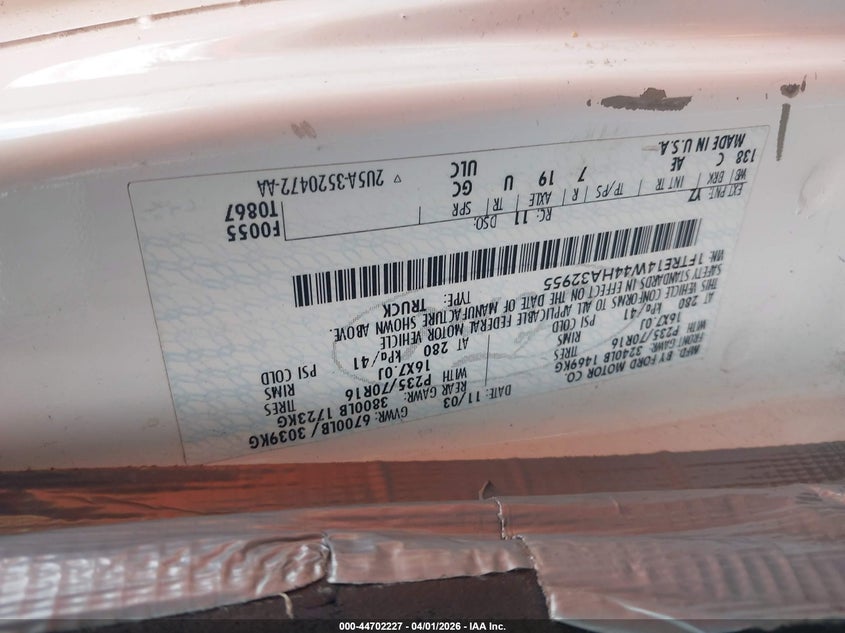 MFD. BY FORD MOTOR CO.
DATE: 11/03
GVWR: 6700LB / 3039KG
FRONT GAWR: 3240LB 1469KG
REAR GAWR: 3800LB 1723KG
WITH P235/70R16 TIRES
WITH P235/70R16 TIRES
16X7.0J RIMS
16X7.0J RIMS
AT 280 kPa/41 PSI COLD
AT 280 kPa/41 PSI COLD
THIS VEHICLE CONFORMS TO ALL APPLICABLE FEDERAL MOTOR VEHICLE
SAFETY STANDARDS IN EFFECT ON THE DATE OF MANUFACTURE SHOWN ABOVE.
VIN: 1FTRE14W44HA32955
TYPE: TRUCK
F0055
T0867
EXT PNT: YZ RC: 11 DSO:
WB BRK INT TR TP/PS R AXLE TR SPR
138 C AE 7 19 U GC
ULC
MADE IN U.S.A.
▽ 2U5A-3520472-AA
000-44702227 - 04/01/2026 - IAA Inc.